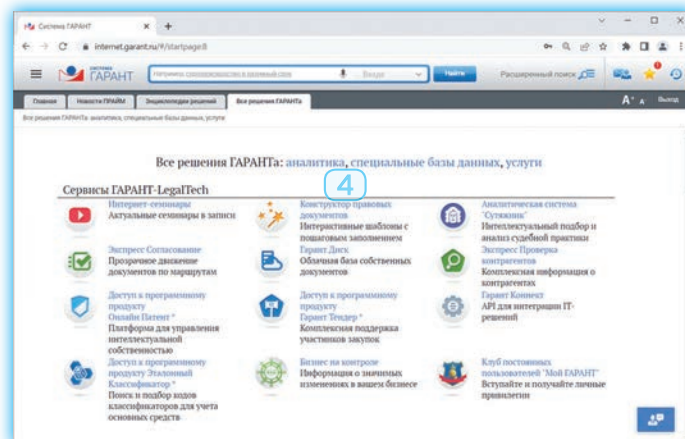 Система ГАРАНТ
internet.garant.ru/#/startpage:8
СИСТЕМА
ГАРАНТ
Например,
Везде
Найти
Расширенный поиск
Главная
Новости ПРАЙМ
Энциклопедия решений
Все решения ГАРАНТа
A+ A-
Выход
Все решения ГАРАНТа: аналитика, специальные базы данных, услуги
Все решения ГАРАНТа: аналитика, специальные базы данных, услуги
4
Сервисы ГАРАНТ-LegalTech
Интернет-семинары
Актуальные семинары в записи
Конструктор правовых
документов
Интерактивные шаблоны с
пошаговым заполнением
Аналитическая система
"Сутяжник"
Интеллектуальный подбор и
анализ судебной практики
Экспресс Согласование
Прозрачное движение
документов по маршрутам
Гарант Диск
Облачная база собственных
документов
Экспресс Проверка
контрагентов
Комплексная информация о
контрагентах
Доступ к программному
продукту
Онлайн Патент *
Платформа для управления
интеллектуальной
собственностью
Доступ к программному
продукту
Гарант Тендер *
Комплексная поддержка
участников закупок
Гарант Коннект
API для интеграции IT-
решений
Доступ к программному
продукту Эталонный
Классификатор *
Поиск и подбор кодов
классификаторов для учета
основных средств
Бизнес на контроле
Информация о значимых
изменениях в вашем бизнесе
Клуб постоянных
пользователей "Мой ГАРАНТ"
Вступайте и получайте личные
привилегии